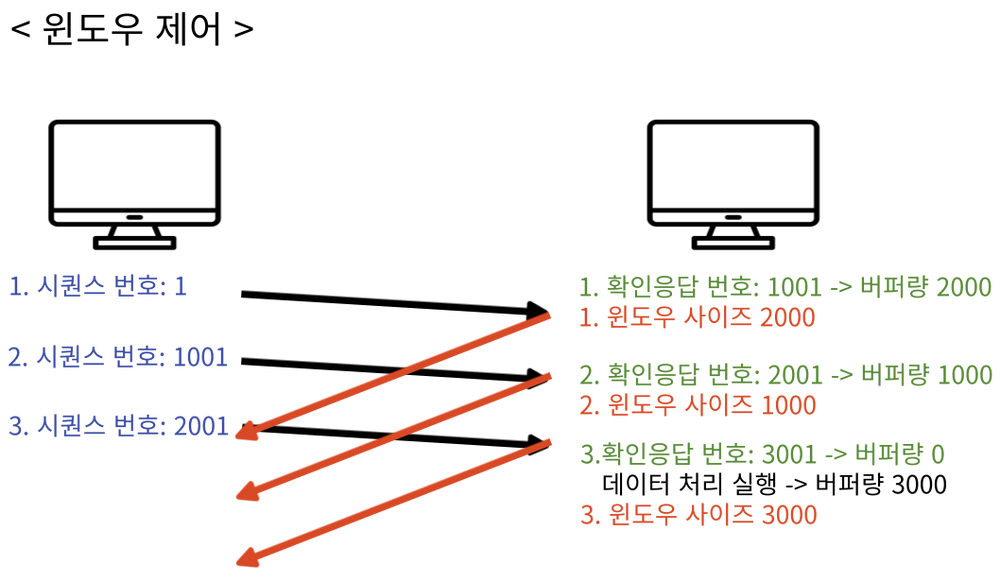 < 윈도우 제어 >
1. 시퀀스 번호: 1
2. 시퀀스 번호: 1001
3. 시퀀스 번호: 2001
1. 확인응답 번호: 1001 -> 버퍼량 2000
1. 윈도우 사이즈 2000
2. 확인응답 번호: 2001 -> 버퍼량 1000
2. 윈도우 사이즈 1000
3.확인응답 번호: 3001 -> 버퍼량 0
데이터 처리 실행 -> 버퍼량 3000
3. 윈도우 사이즈 3000